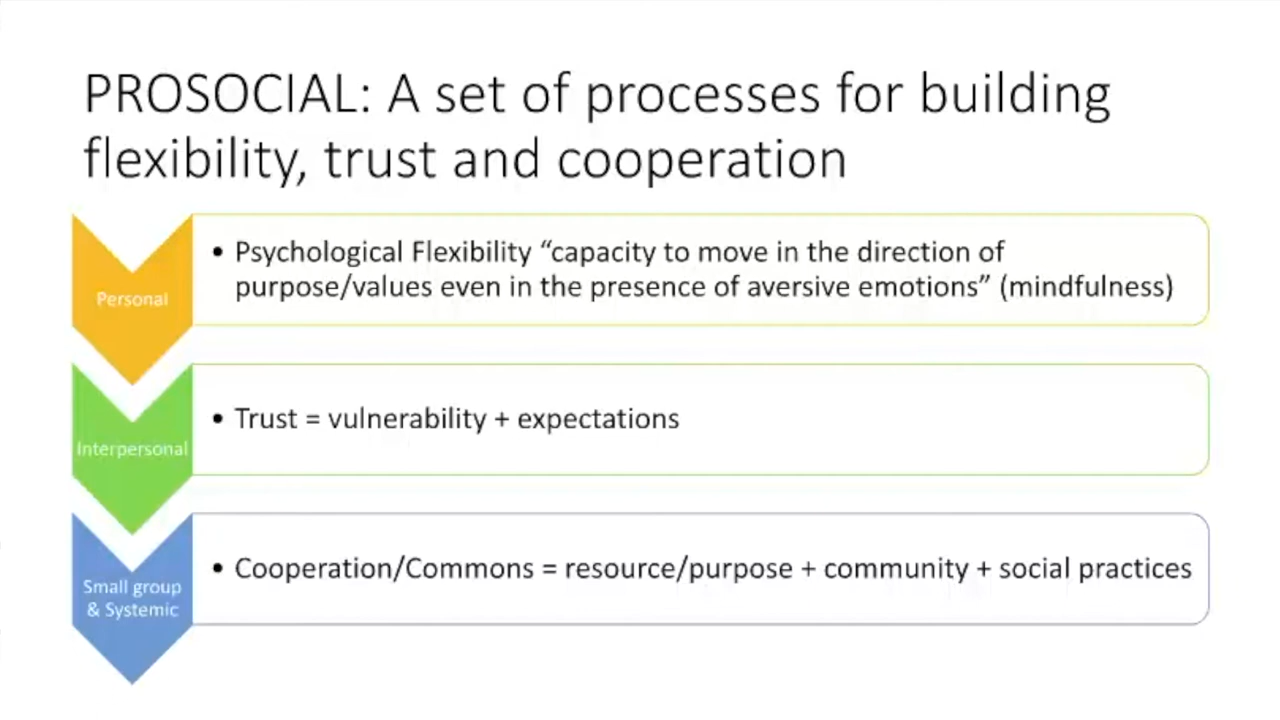 PROSOCIAL: A set of processes for building
flexibility, trust and cooperation
Personal
• Psychological Flexibility “capacity to move in the direction of
purpose/values even in the presence of aversive emotions” (mindfulness)
Interpersonal
• Trust = vulnerability + expectations
Small group
& Systemic
• Cooperation/Commons = resource/purpose + community + social practices